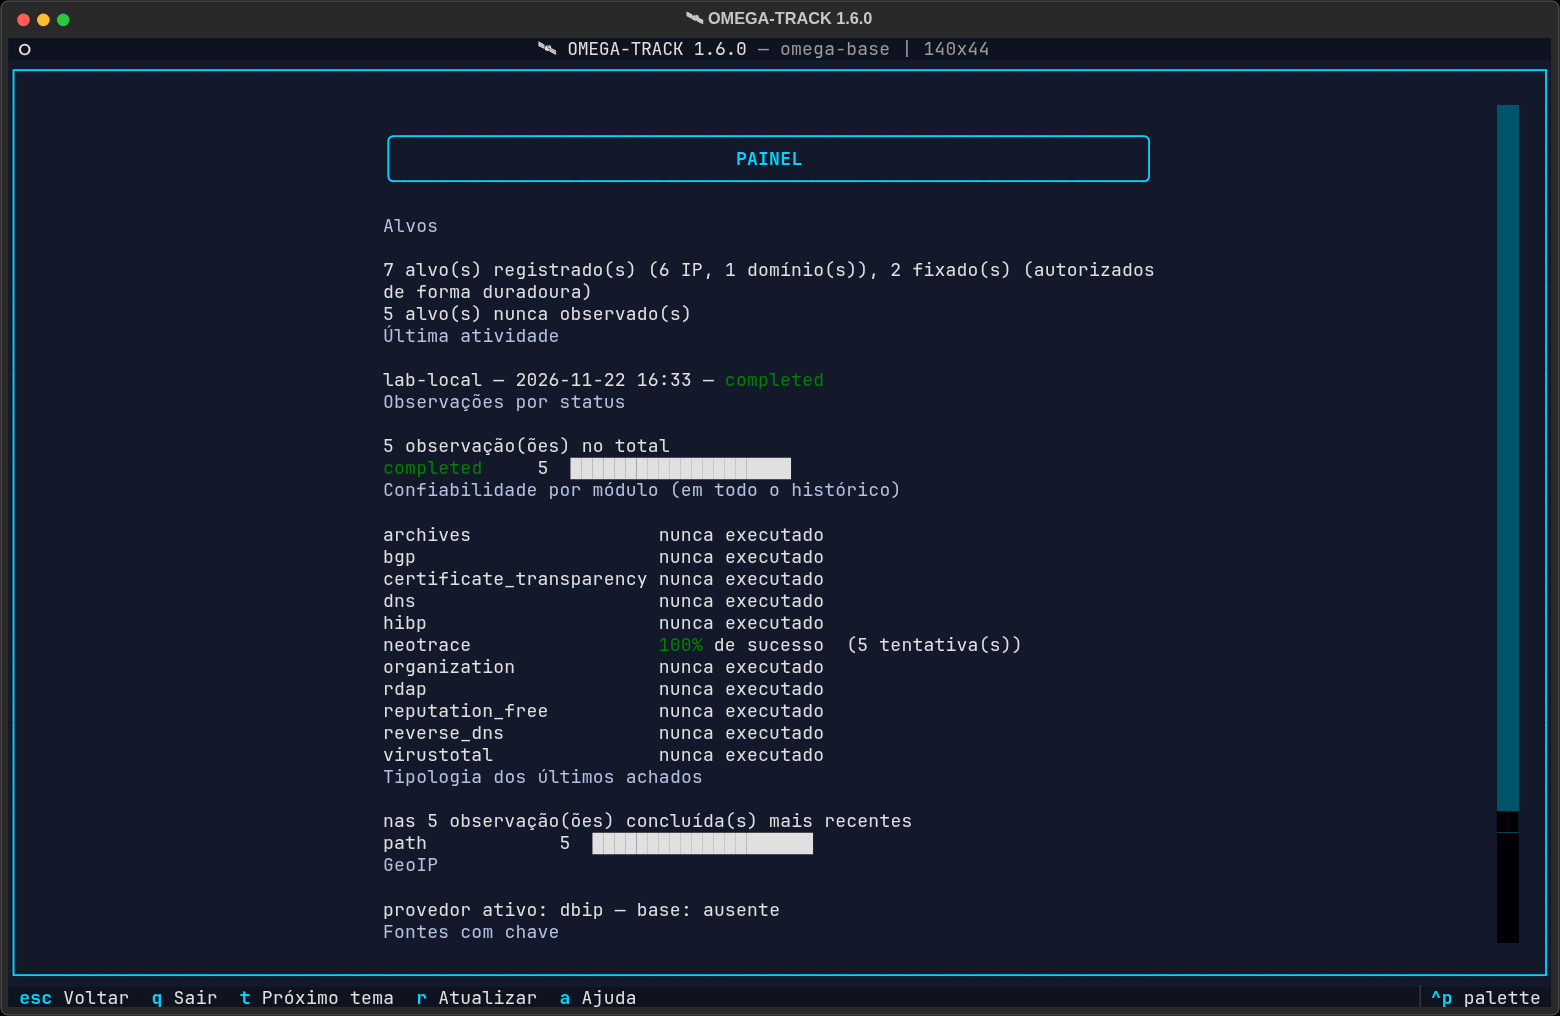 OMEGA-TRACK 1.6.0
OMEGA-TRACK 1.6.0 — omega-base | 140x44
PAINEL
Alvos
7 alvo(s) registrado(s) (6 IP, 1 domínio(s)), 2 fixado(s) (autorizados
de forma duradoura)
5 alvo(s) nunca observado(s)
Última atividade
lab-local — 2026-11-22 16:33 — completed
Observações por status
5 observação(ões) no total
completed 5
Confiabilidade por módulo (em todo o histórico)
archives nunca executado
bgp nunca executado
certificate_transparency nunca executado
dns nunca executado
hibp nunca executado
neotrace 100% de sucesso (5 tentativa(s))
organization nunca executado
rdap nunca executado
reputation_free nunca executado
reverse_dns nunca executado
virustotal nunca executado
Tipologia dos últimos achados
nas 5 observação(ões) concluída(s) mais recentes
path 5
GeoIP
provedor ativo: dbip — base: ausente
Fontes com chave
esc Voltar q Sair t Próximo tema r Atualizar a Ajuda ^p palette